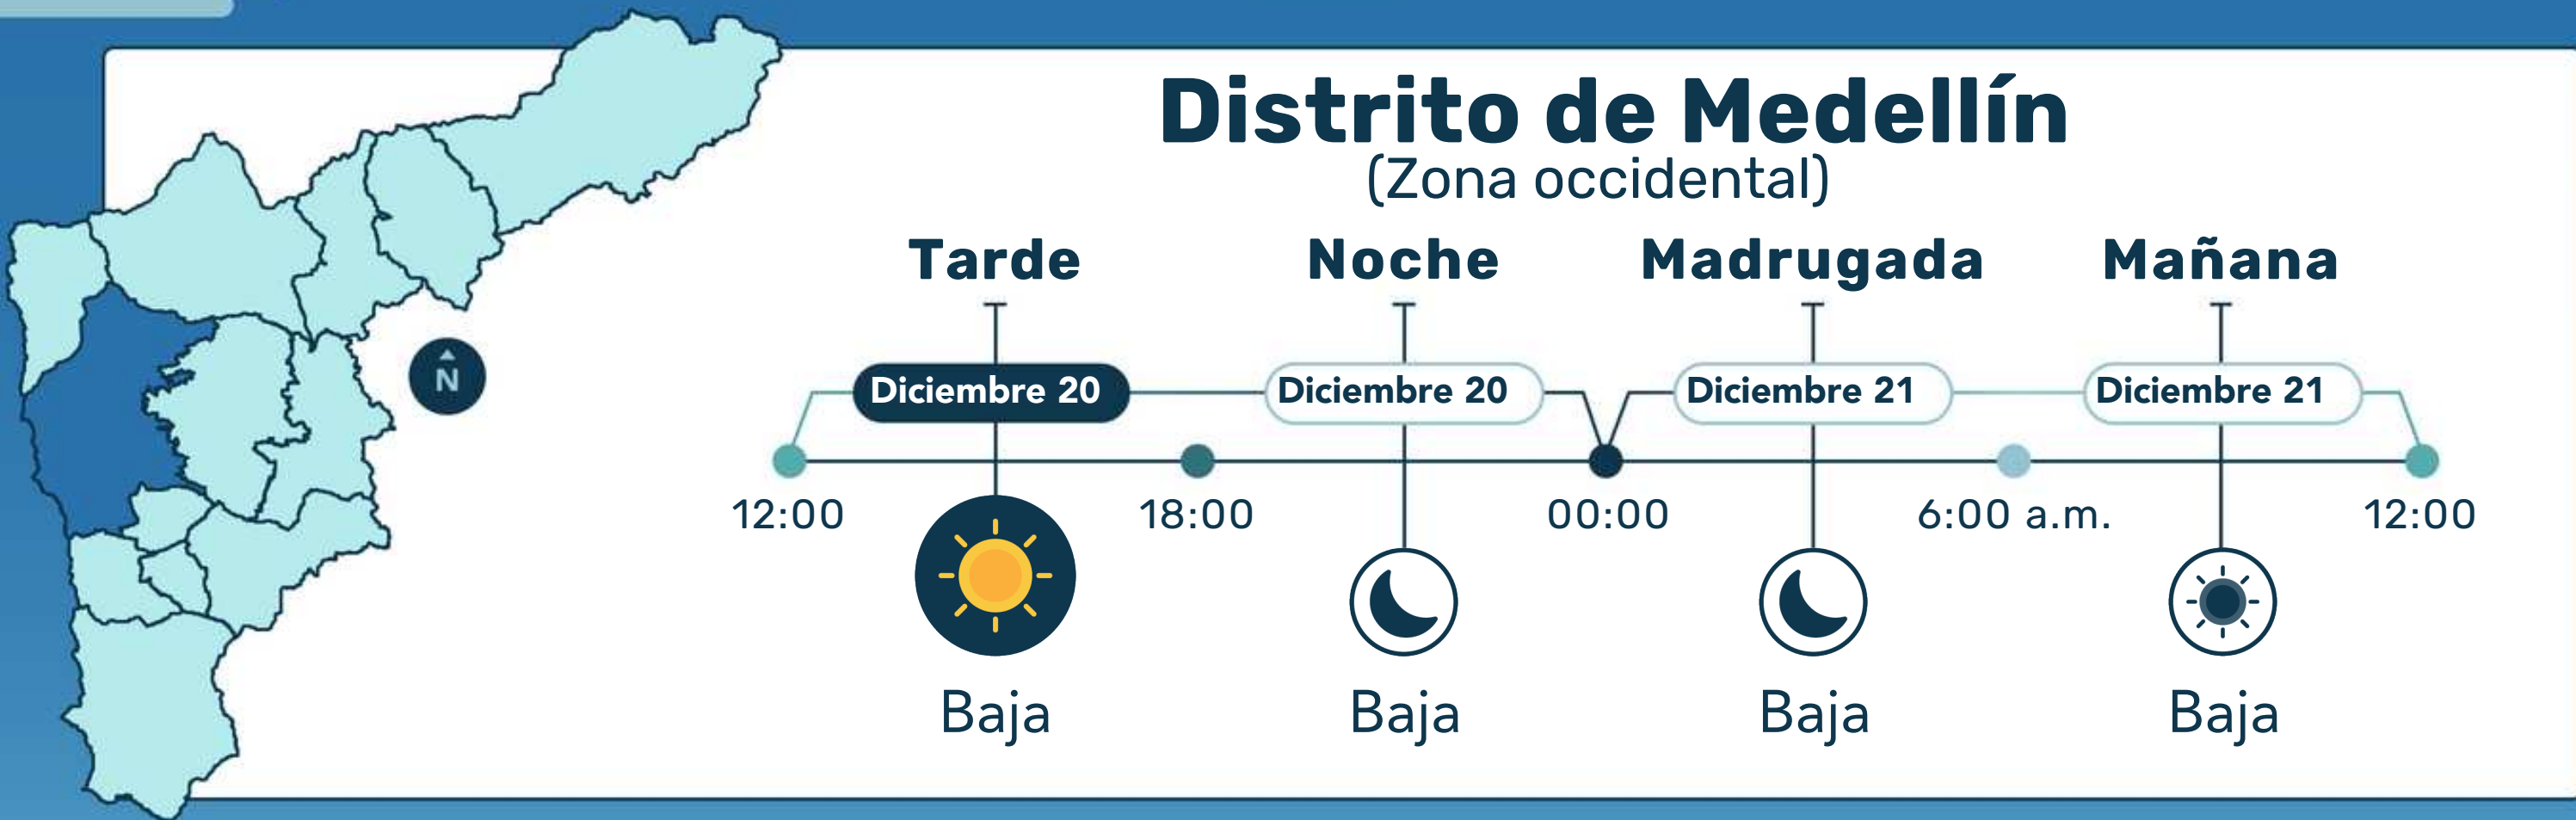 Distrito de Medellín
(Zona occidental)
Tarde Noche Madrugada Mañana
N
Diciembre 20 Diciembre 20 Diciembre 21 Diciembre 21
12:00 18:00 00:00 6:00 a.m. 12:00
Baja Baja Baja Baja